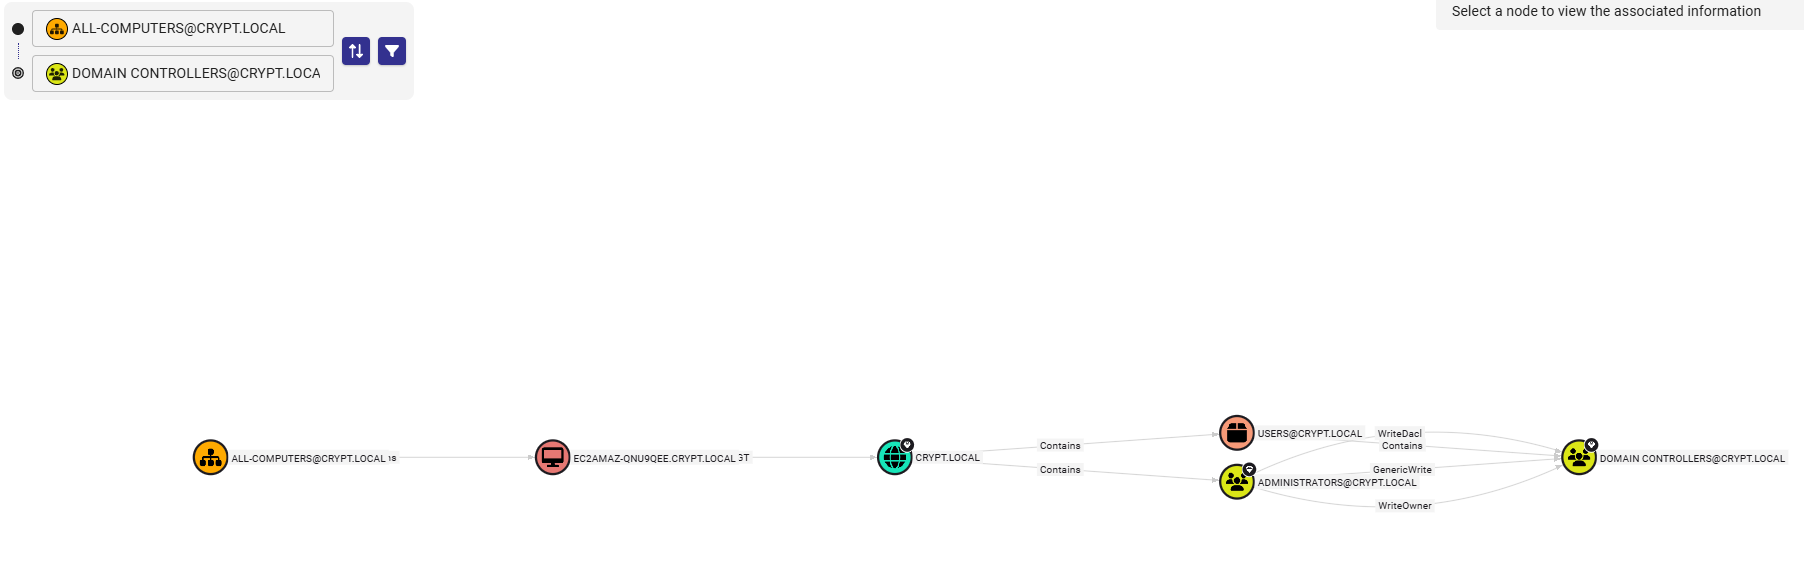 ALL-COMPUTERS@CRYPT.LOCAL
DOMAIN CONTROLLERS@CRYPT.LOCA
Select a node to view the associated information
ALL-COMPUTERS@CRYPT.LOCAL
EC2AMAZ-QNU9QEE.CRYPT.LOCAL
CRYPT.LOCAL
Contains
Contains
USERS@CRYPT.LOCAL
ADMINISTRATORS@CRYPT.LOCAL
WriteDacl
Contains
GenericWrite
WriteOwner
DOMAIN CONTROLLERS@CRYPT.LOCAL